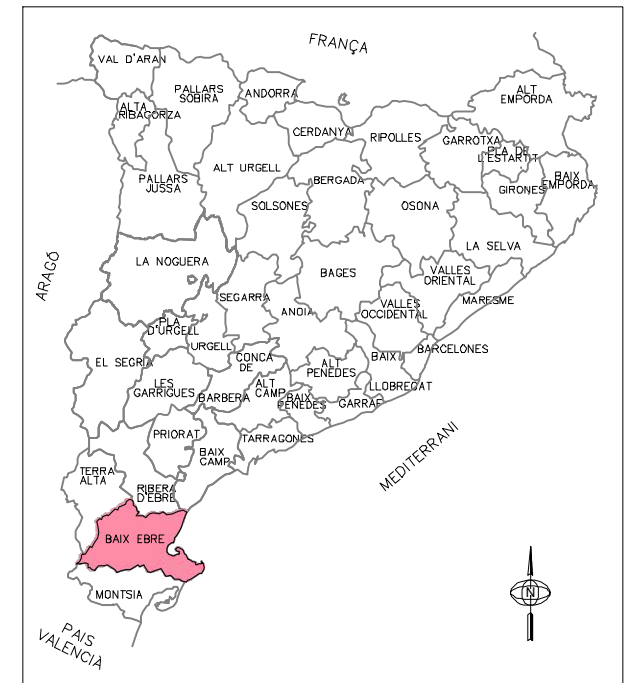 FRANÇA
VAL D'ARAN
PALLARS
SOBIRA
ANDORRA
ALT
EMPORDA
ALTA
RIBAGORZA
CERDANYA
RIPOLLES
GARROTXA
PLA DE
L'ESTARTIT
ALT URGELL
BERGADA
PALLARS
JUSSA
GIRONES
BAIX
EMPORDA
SOLSONES
OSONA
LA SELVA
ARAGÓ
LA NOGUERA
BAGES
VALLES
ORIENTAL
SEGARRA
ANOIA
VALLES
OCCIDENTAL
MARESME
PLA
D'URGELL
URGELL
EL SEGRIA
CONCA
DE
BARBERA
ALT
PENEDES
BAIX
LLOBREGAT
BARCELONES
LES
GARRIGUES
ALT
CAMP
BAIX
PENEDES
GARRAF
PRIORAT
BAIX
CAMP
TARRAGONES
MEDITERRANI
TERRA
ALTA
RIBERA
D'EBRE
BAIX EBRE
MONTSIA
N
PAIS
VALENCIÀ